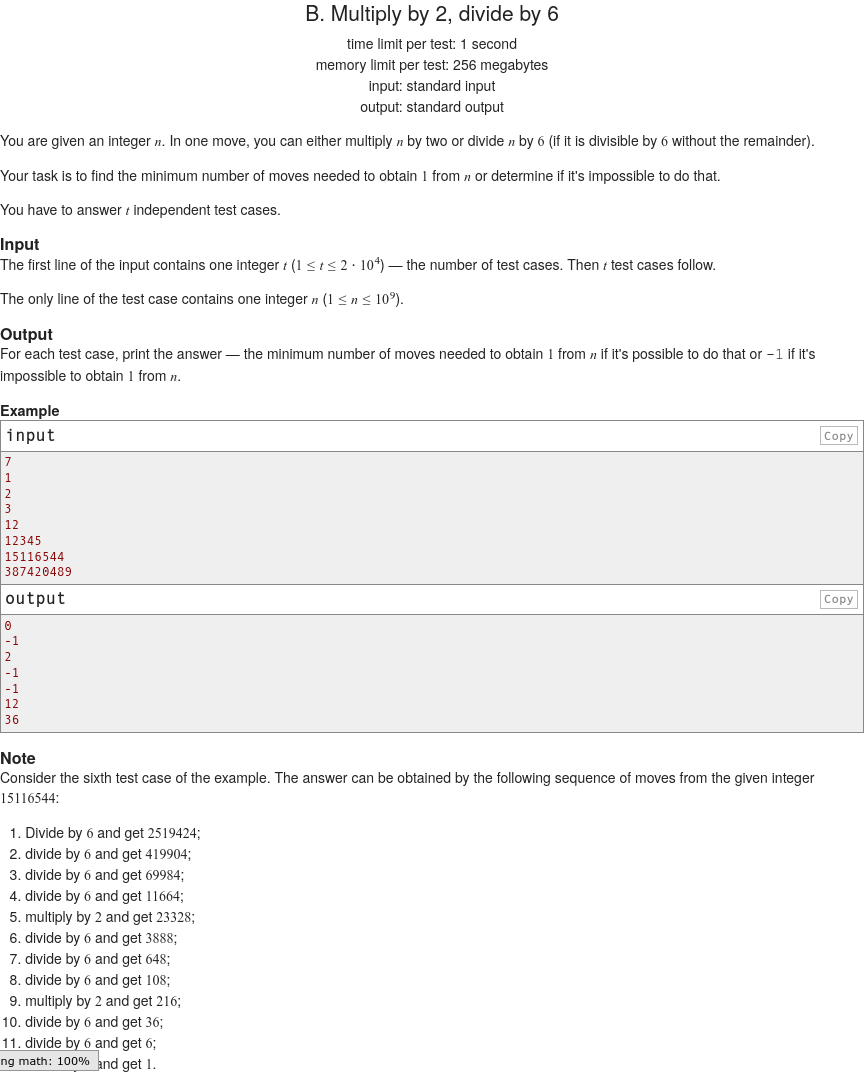 B. Multiply by 2, divide by 6
time limit per test: 1 second
memory limit per test: 256 megabytes
input: standard input
output: standard output
You are given an integer n. In one move, you can either multiply n by two or divide n by 6 (if it is divisible by 6 without the remainder).
Your task is to find the minimum number of moves needed to obtain 1 from n or determine if it's impossible to do that.
You have to answer t independent test cases.
Input
The first line of the input contains one integer t (1 ≤ t ≤ 2 · 10⁴) — the number of test cases. Then t test cases follow.
The only line of the test case contains one integer n (1 ≤ n ≤ 10⁹).
Output
For each test case, print the answer — the minimum number of moves needed to obtain 1 from n if it's possible to do that or −1 if it's
impossible to obtain 1 from n.
Example
input Copy
7
1
2
3
12
12345
15116544
387420489
output Copy
0
-1
2
-1
-1
12
36
Note
Consider the sixth test case of the example. The answer can be obtained by the following sequence of moves from the given integer
15116544:
1. Divide by 6 and get 2519424;
2. divide by 6 and get 419904;
3. divide by 6 and get 69984;
4. divide by 6 and get 11664;
5. multiply by 2 and get 23328;
6. divide by 6 and get 3888;
7. divide by 6 and get 648;
8. divide by 6 and get 108;
9. multiply by 2 and get 216;
10. divide by 6 and get 36;
11. divide by 6 and get 6;
ng math: 100% and get 1.